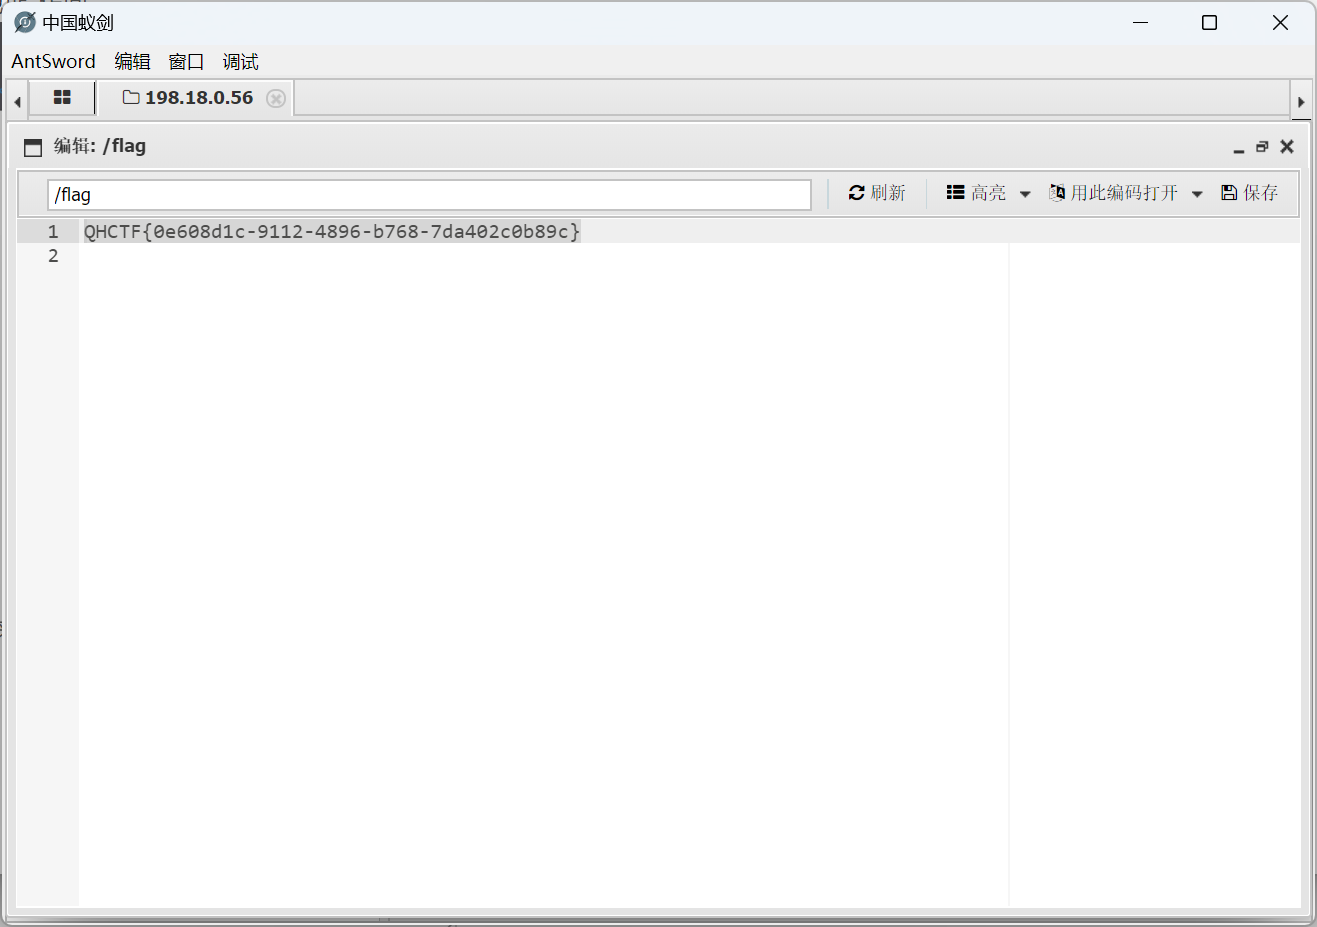 中国蚁剑
AntSword 编辑 窗口 调试
198.18.0.56
编辑: /flag
/flag 刷新 高亮 用此编码打开 保存
1 QHCTF{0e608d1c-9112-4896-b768-7da402c0b89c}
2